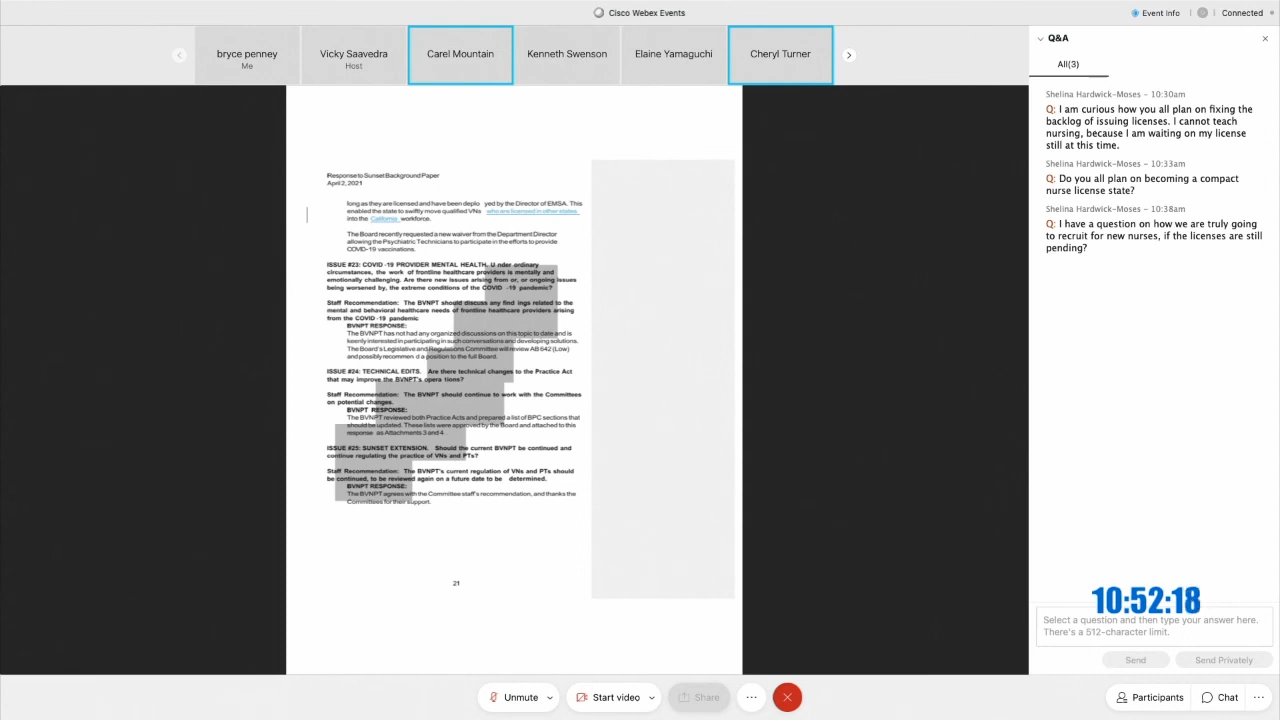 Cisco Webex Events
Event Info
Connected
bryce penney
Me
Vicky Saavedra
Host
Carel Mountain
Kenneth Swenson
Elaine Yamaguchi
Cheryl Turner
Response to Sunset Background Paper
April 2, 2021
long as they are licensed and have been deplo yed by the Director of EMSA. This
enabled the state to swiftly move qualified VNs who are licensed in other states
into the California workforce.
The Board recently requested a new waiver from the Department Director
allowing the Psychiatric Technicians to participate in the efforts to provide
COVID-19 vaccinations.
ISSUE #23: COVID -19 PROVIDER MENTAL HEALTH. U nder ordinary
circumstances, the work of frontline healthcare providers is mentally and
emotionally challenging. Are there new issues arising from or, or ongoing issues
being worsened by, the extreme conditions of the COVID -19 pandemic?
Staff Recommendation: The BVNPT should discuss any find ings related to the
mental and behavioral healthcare needs of frontline healthcare providers arising
from the COVID -19 pandemic
BVNPT RESPONSE:
The BVNPT has not had any organized discussions on this topic to date and is
keenly interested in participating in such conversations and developing solutions.
The Board's Legislative and Regulations Committee will review AB 642 (Low)
and possibly recommen d a position to the full Board.
ISSUE #24: TECHNICAL EDITS. Are there technical changes to the Practice Act
that may improve the BVNPT's opera tions?
Staff Recommendation: The BVNPT should continue to work with the Committees
on potential changes.
BVNPT RESPONSE:
The BVNPT reviewed both Practice Acts and prepared a list of BPC sections that
should be updated. These lists were approved by the Board and attached to this
response as Attachments 3 and 4
ISSUE #25: SUNSET EXTENSION. Should the current BVNPT be continued and
continue regulating the practice of VNs and PTs?
Staff Recommendation: The BVNPT's current regulation of VNs and PTs should
be continued, to be reviewed again on a future date to be determined.
BVNPT RESPONSE:
The BVNPT agrees with the Committee staff's recommendation, and thanks the
Committees for their support.
21
Q&A
All(3)
Shelina Hardwick-Moses - 10:30am
Q: I am curious how you all plan on fixing the
backlog of issuing licenses. I cannot teach
nursing, because I am waiting on my license
still at this time.
Shelina Hardwick-Moses - 10:33am
Q: Do you all plan on becoming a compact
nurse license state?
Shelina Hardwick-Moses - 10:38am
Q: I have a question on how we are truly going
to recruit for new nurses, if the licenses are still
pending?
10:52:18
Select a question and then type your answer here.
There's a 512-character limit.
Send
Send Privately
Unmute
Start video
Share
Participants
Chat